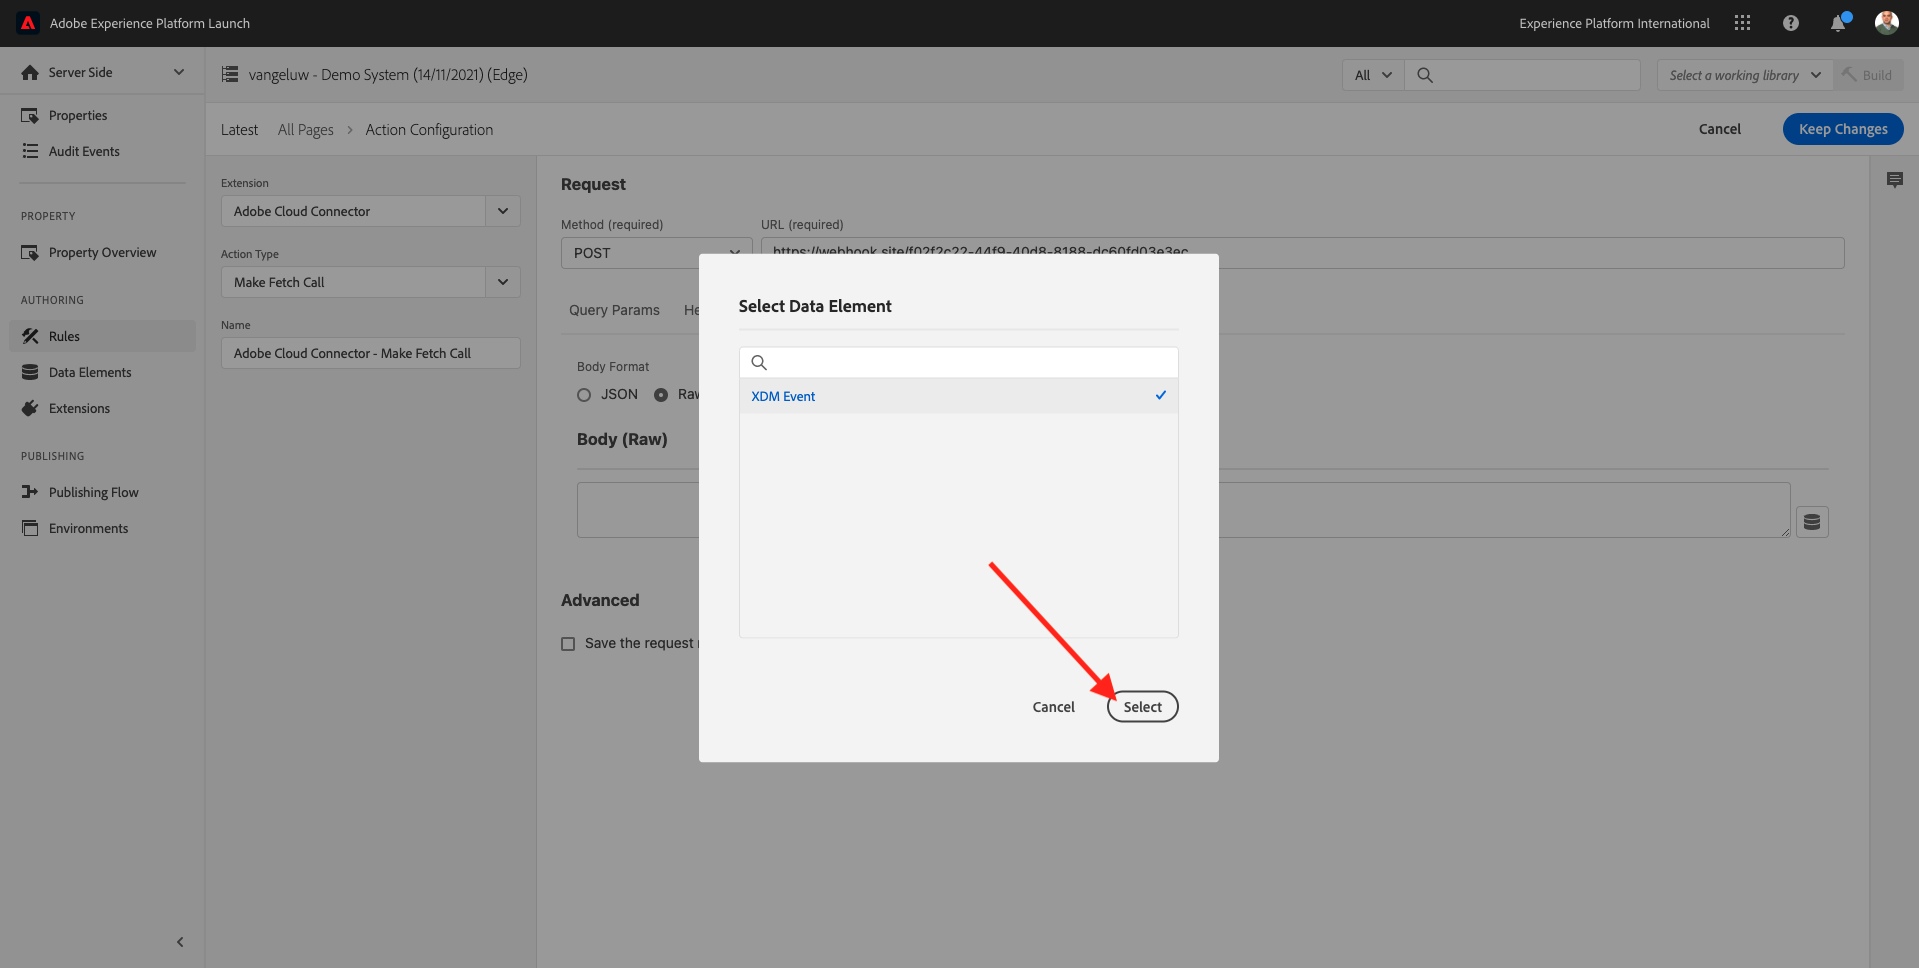 Adobe Experience Platform Launch
Experience Platform International
Server Side
vangeluw - Demo System (14/11/2021) (Edge)
All
Select a working library
Build
Properties
Audit Events
PROPERTY
Property Overview
AUTHORING
Rules
Data Elements
Extensions
PUBLISHING
Publishing Flow
Environments
Latest
All Pages
Action Configuration
Cancel
Keep Changes
Extension
Adobe Cloud Connector
Action Type
Make Fetch Call
Name
Adobe Cloud Connector - Make Fetch Call
Request
Method (required)
URL (required)
POST
https://webhook.site/f02f2c22-44f9-40d8-8188-dc60fd03e3ec
Query Params
He
Body Format
JSON
Raw
Body (Raw)
Advanced
Save the request
Select Data Element
XDM Event
Cancel
Select